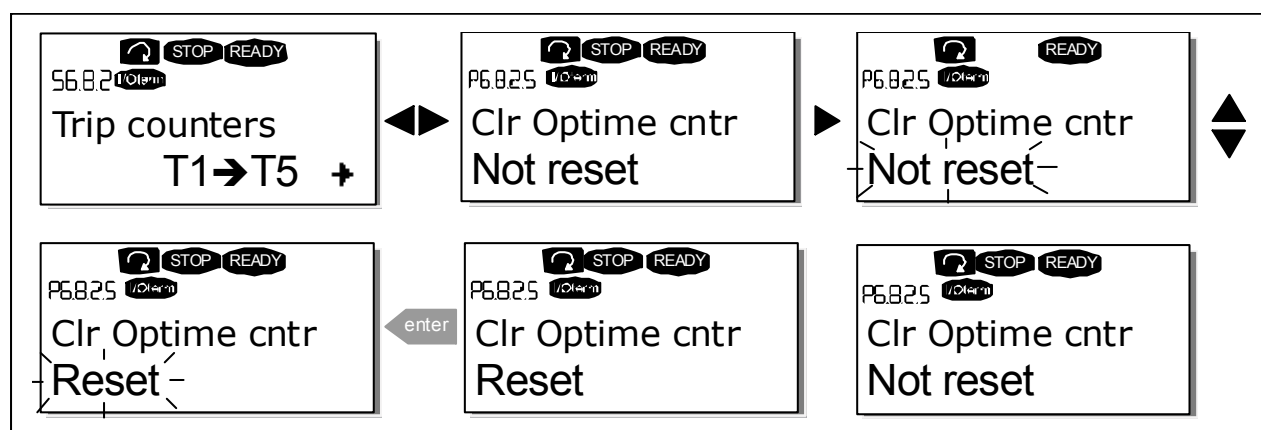 STOP READY
S6.8.2 I/Oterm
Trip counters
T1➔T5
STOP READY
P6.8.2.5 I/Oterm
Clr Optime cntr
Not reset
READY
P6.8.2.5 I/Oterm
Clr Optime cntr
Not reset
STOP READY
P6.8.2.5 I/Oterm
Clr Optime cntr
Reset
enter
STOP READY
P6.8.2.5 I/Oterm
Clr Optime cntr
Reset
STOP READY
P6.8.2.5 I/Oterm
Clr Optime cntr
Not reset